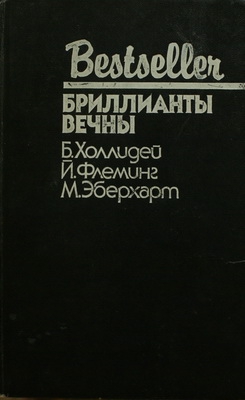 Bestseller
БРИЛЛИАНТЫ
ВЕЧНЫ
Б.Холлидей
Й.Флеминг
М.Эберхарт